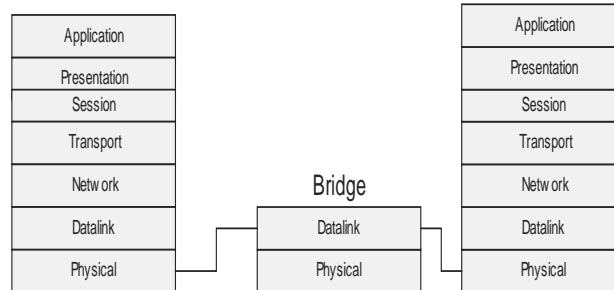 Application
Presentation
Session
Transport
Network
Datalink
Physical
Bridge
Datalink
Physical
Application
Presentation
Session
Transport
Network
Datalink
Physical